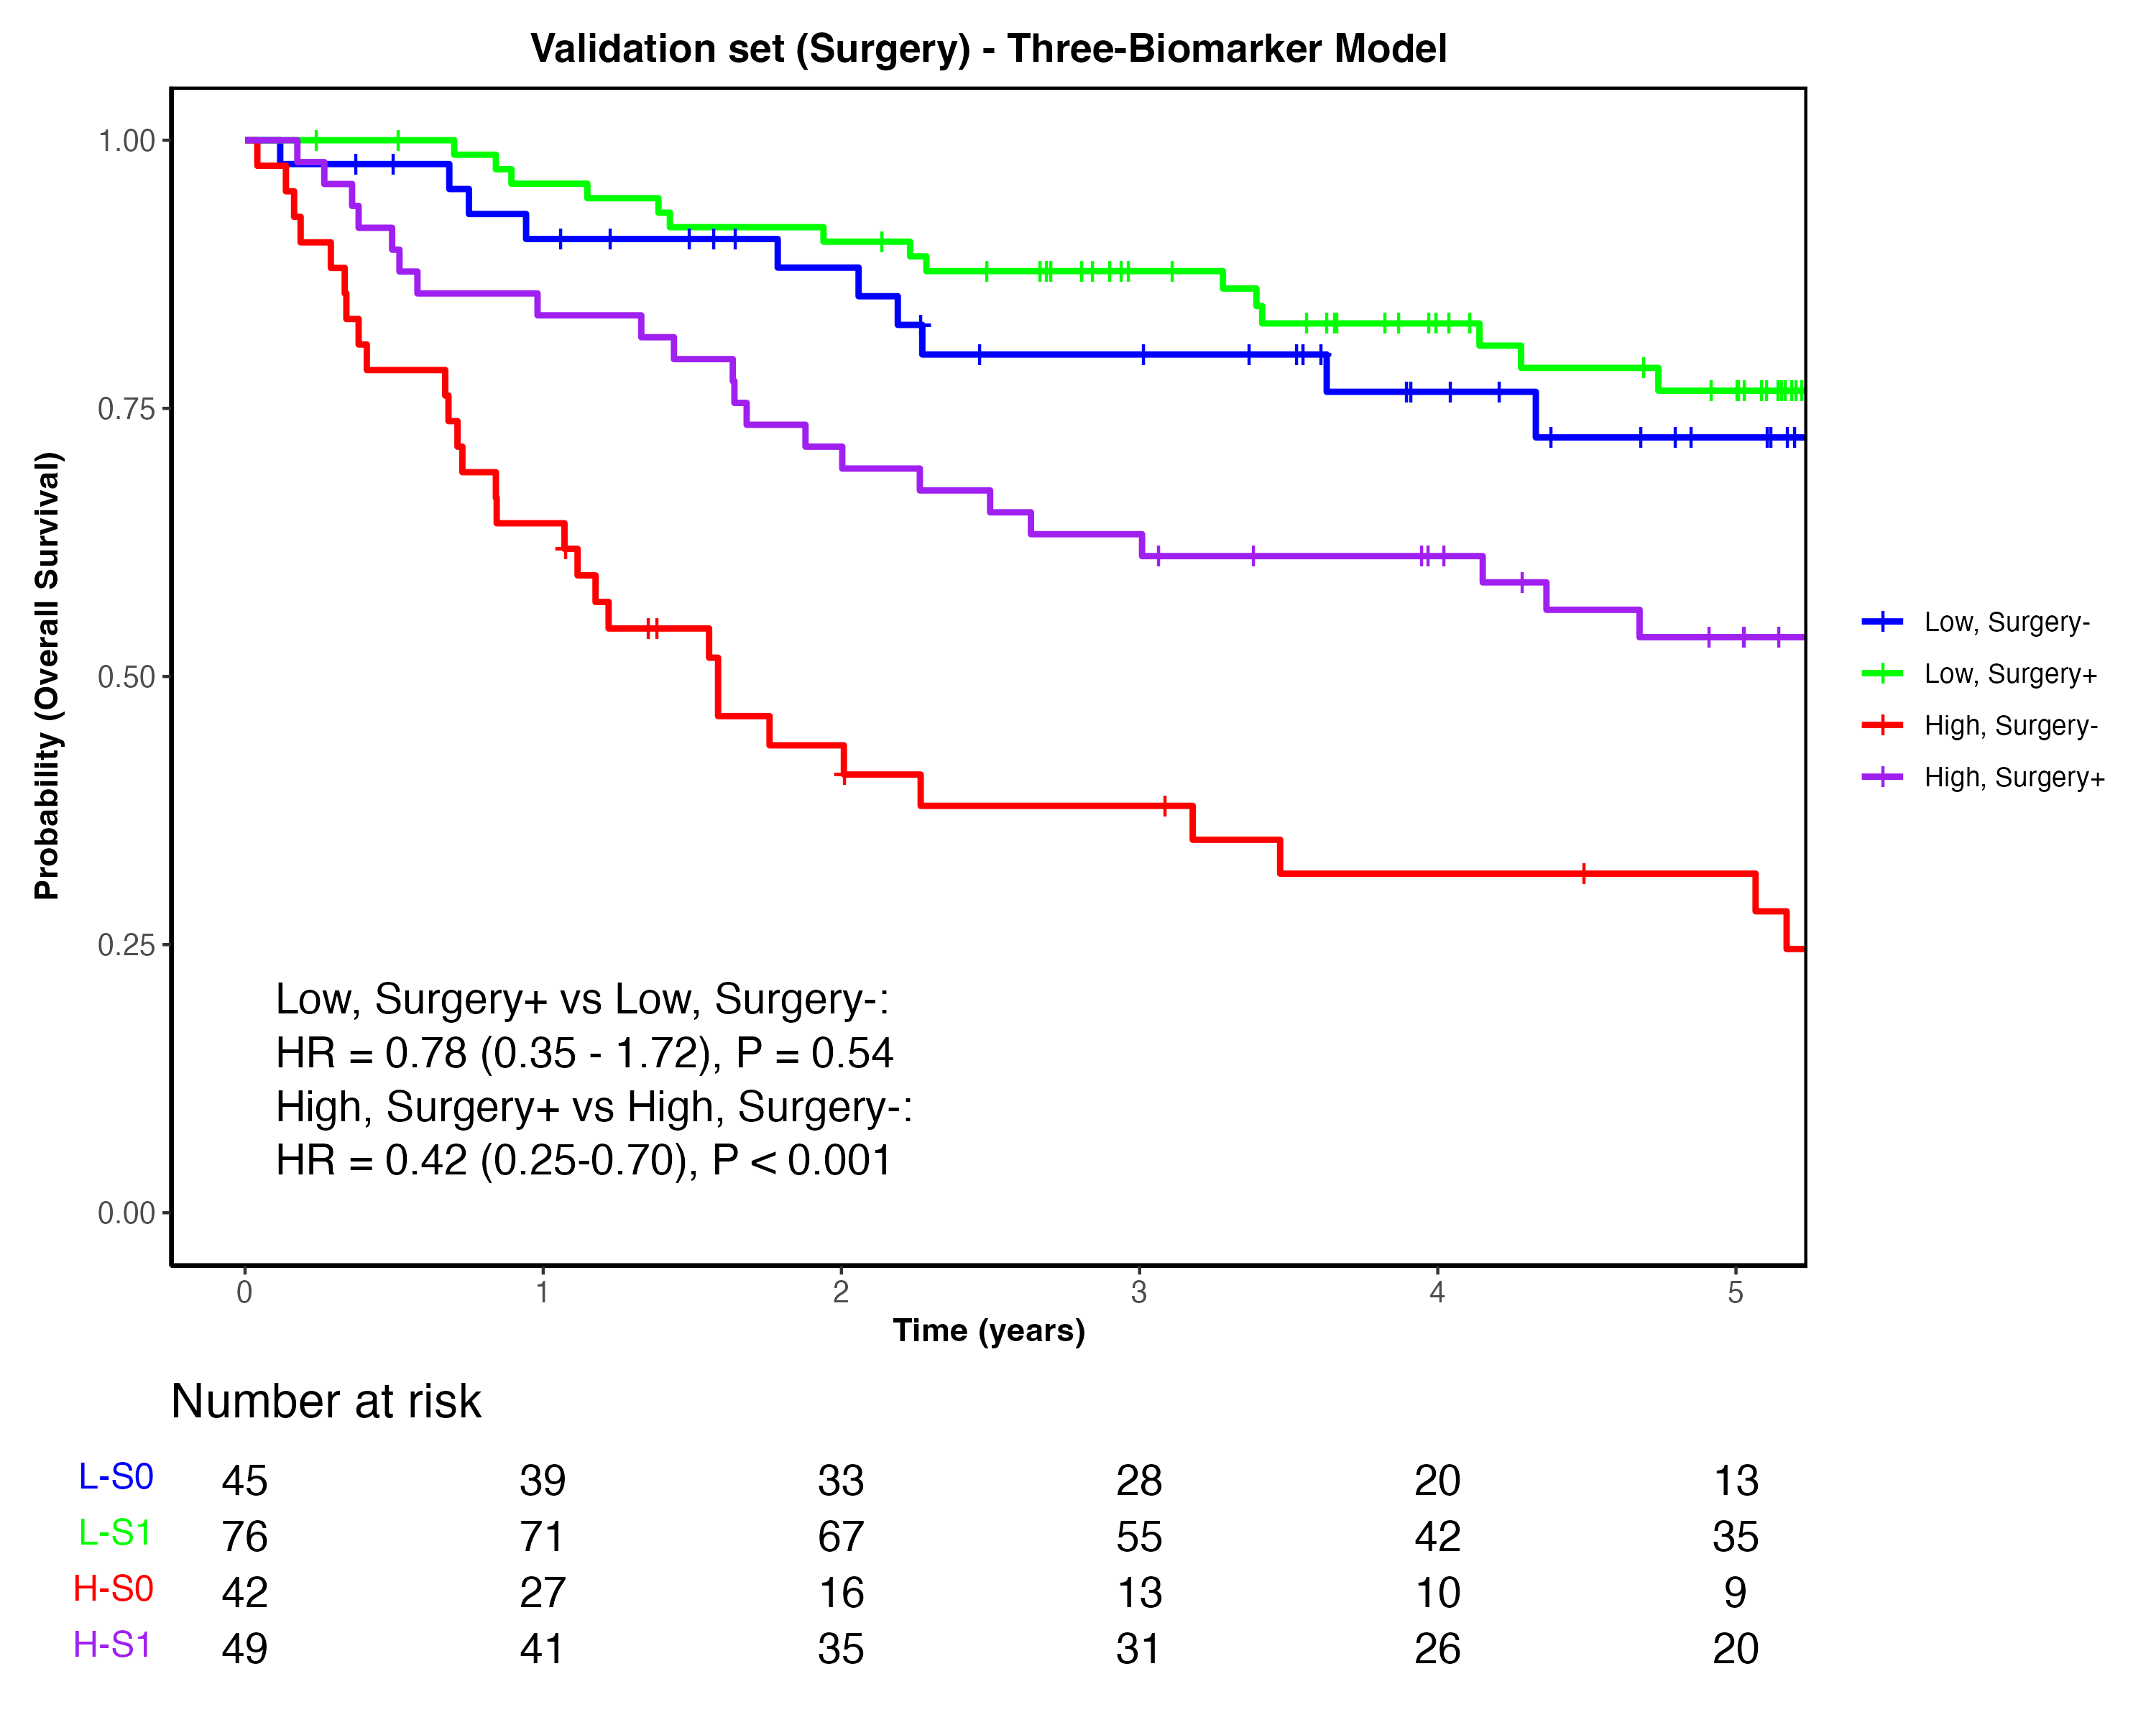 Validation set (Surgery) - Three-Biomarker Model
Probability (Overall Survival)
1.00
0.75
0.50
0.25
0.00
Low, Surgery+ vs Low, Surgery-:
HR = 0.78 (0.35 - 1.72), P = 0.54
High, Surgery+ vs High, Surgery-:
HR = 0.42 (0.25-0.70), P < 0.001
0 1 2 3 4 5
Time (years)
Low, Surgery-
Low, Surgery+
High, Surgery-
High, Surgery+
Number at risk
L-S0 45 39 33 28 20 13
L-S1 76 71 67 55 42 35
H-S0 42 27 16 13 10 9
H-S1 49 41 35 31 26 20